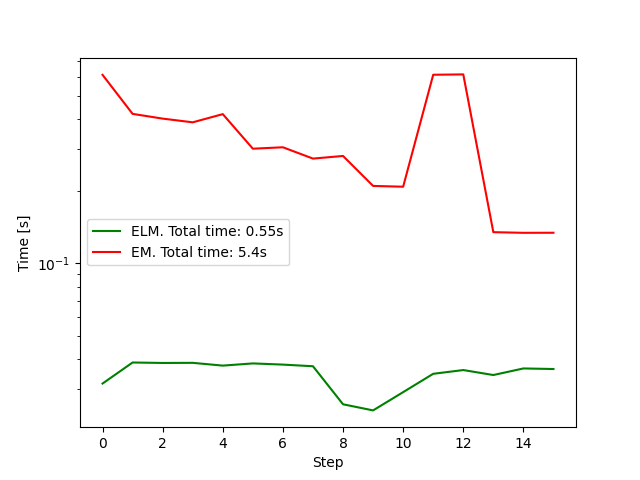 Time [s]
10⁻¹
ELM. Total time: 0.55s
EM. Total time: 5.4s
0 2 4 6 8 10 12 14
Step